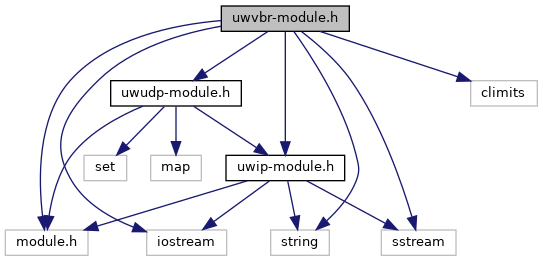 uwvbr-module.h
uwudp-module.h
climits
set
map
uwip-module.h
module.h
iostream
string
sstream